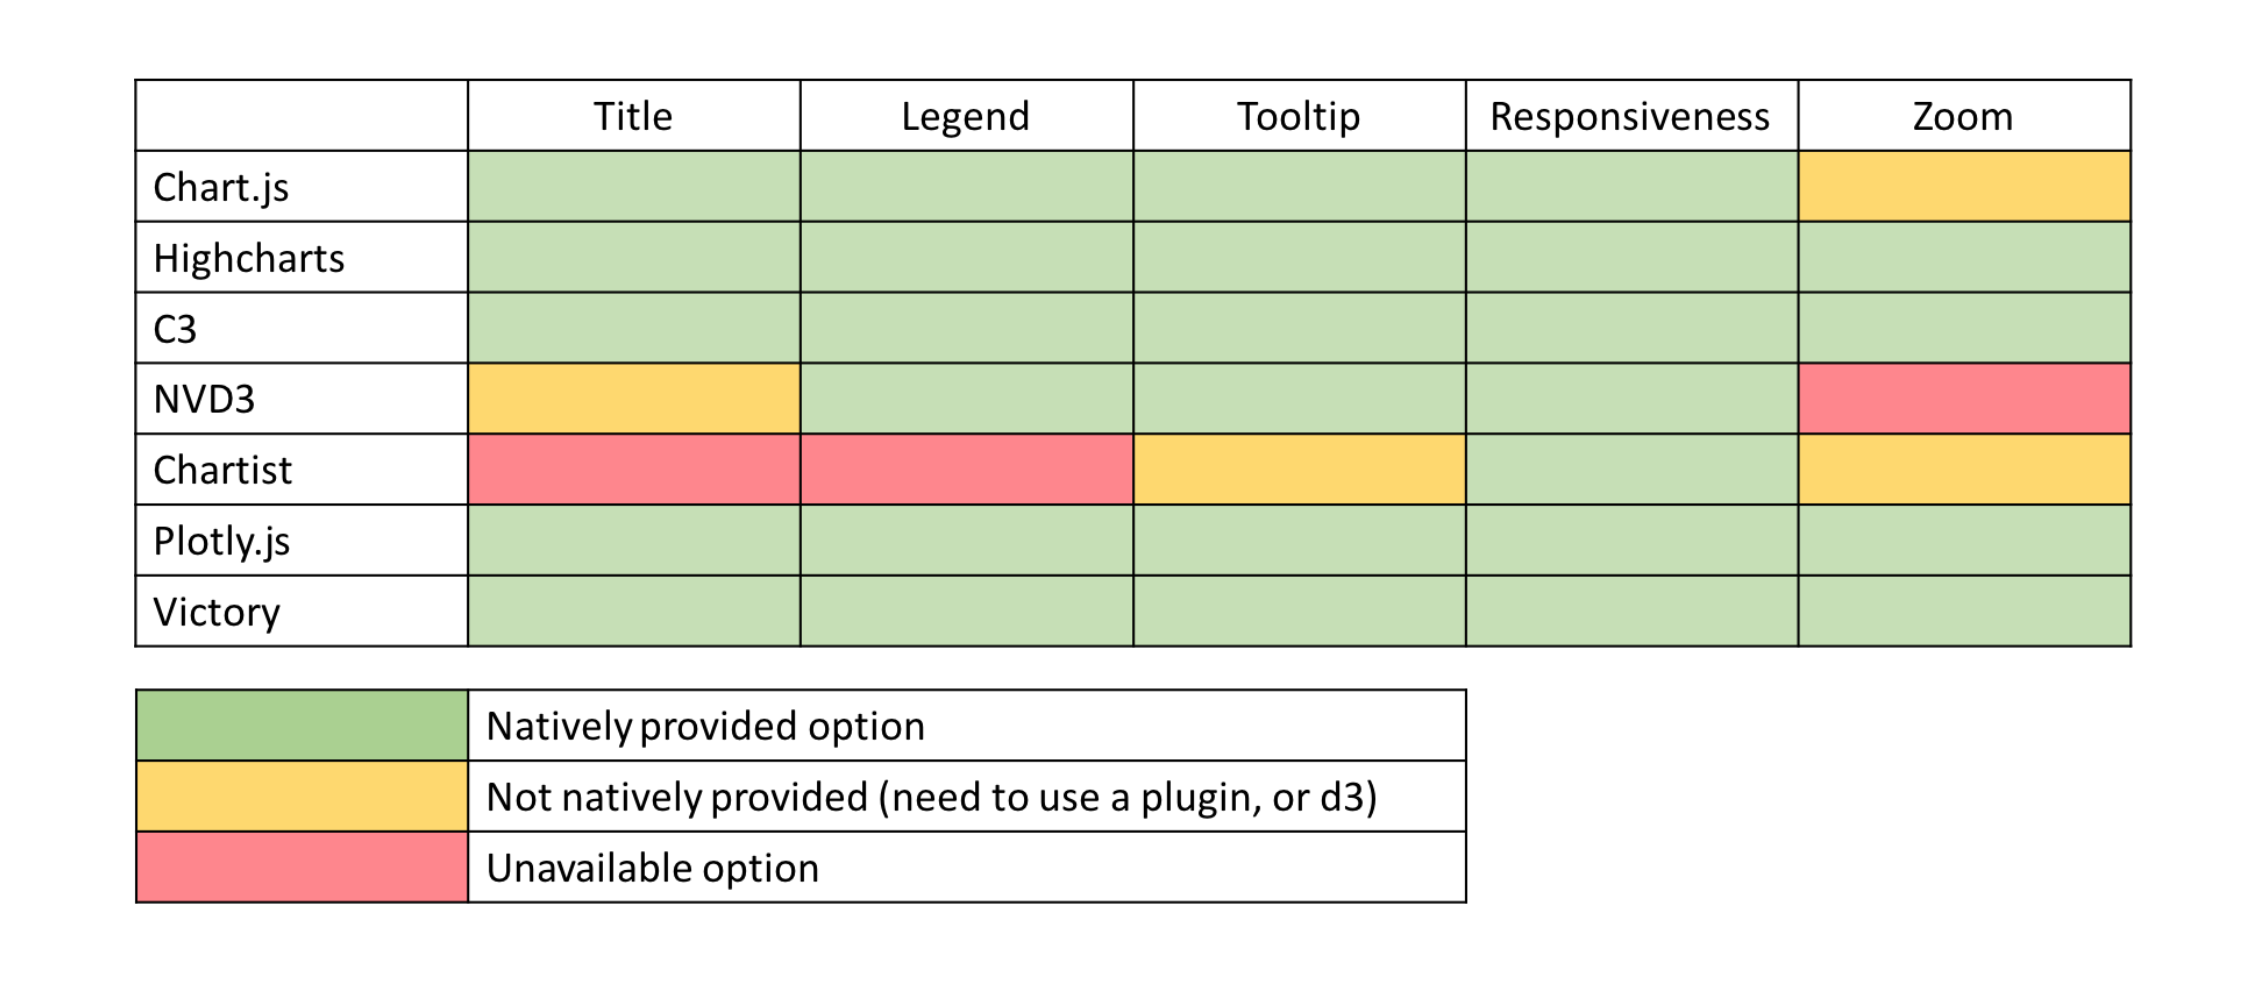 Title Legend Tooltip Responsiveness Zoom
Chart.js
Highcharts
C3
NVD3
Chartist
Plotly.js
Victory
Natively provided option
Not natively provided (need to use a plugin, or d3)
Unavailable option